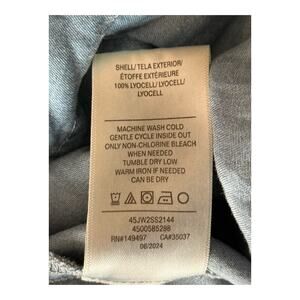 SHELL/ TELA EXTERIOR/
ÉTOFFE EXTÉRIEURE
100% LYOCELL/ LYOCELL/
LYOCELL
MACHINE WASH COLD
GENTLE CYCLE INSIDE OUT
ONLY NON-CHLORINE BLEACH
WHEN NEEDED
TUMBLE DRY LOW
WARM IRON IF NEEDED
CAN BE DRY
45JW2SS2144
4500585288
RN#149497 CA#35037
06/2024